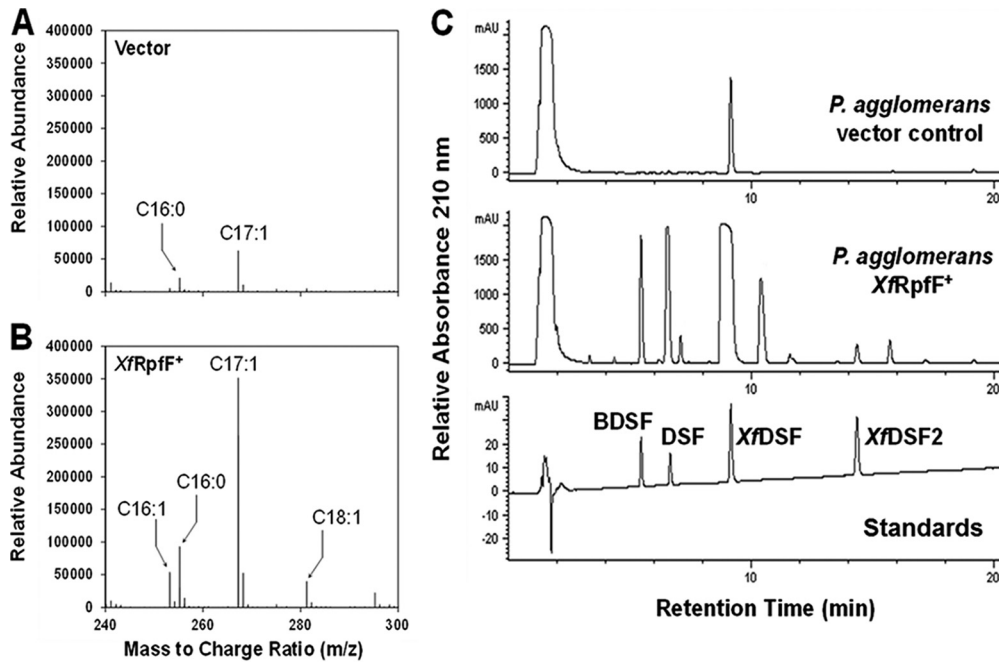 A
Relative Abundance
400000
350000
300000
250000
200000
150000
100000
50000
0
Vector
C16:0
C17:1
B
Relative Abundance
400000
350000
300000
250000
200000
150000
100000
50000
0
XfRpfF+
C17:1
C16:1
C16:0
C18:1
240 260 280 300
Mass to Charge Ratio (m/z)
C
Relative Absorbance 210 nm
mAU
1500
1000
500
0
P. agglomerans
vector control
10 20
mAU
1500
1000
500
0
P. agglomerans
XfRpfF+
10 20
mAU
20
10
0
-10
-20
BDSF DSF XfDSF XfDSF2
Standards
10 20
Retention Time (min)